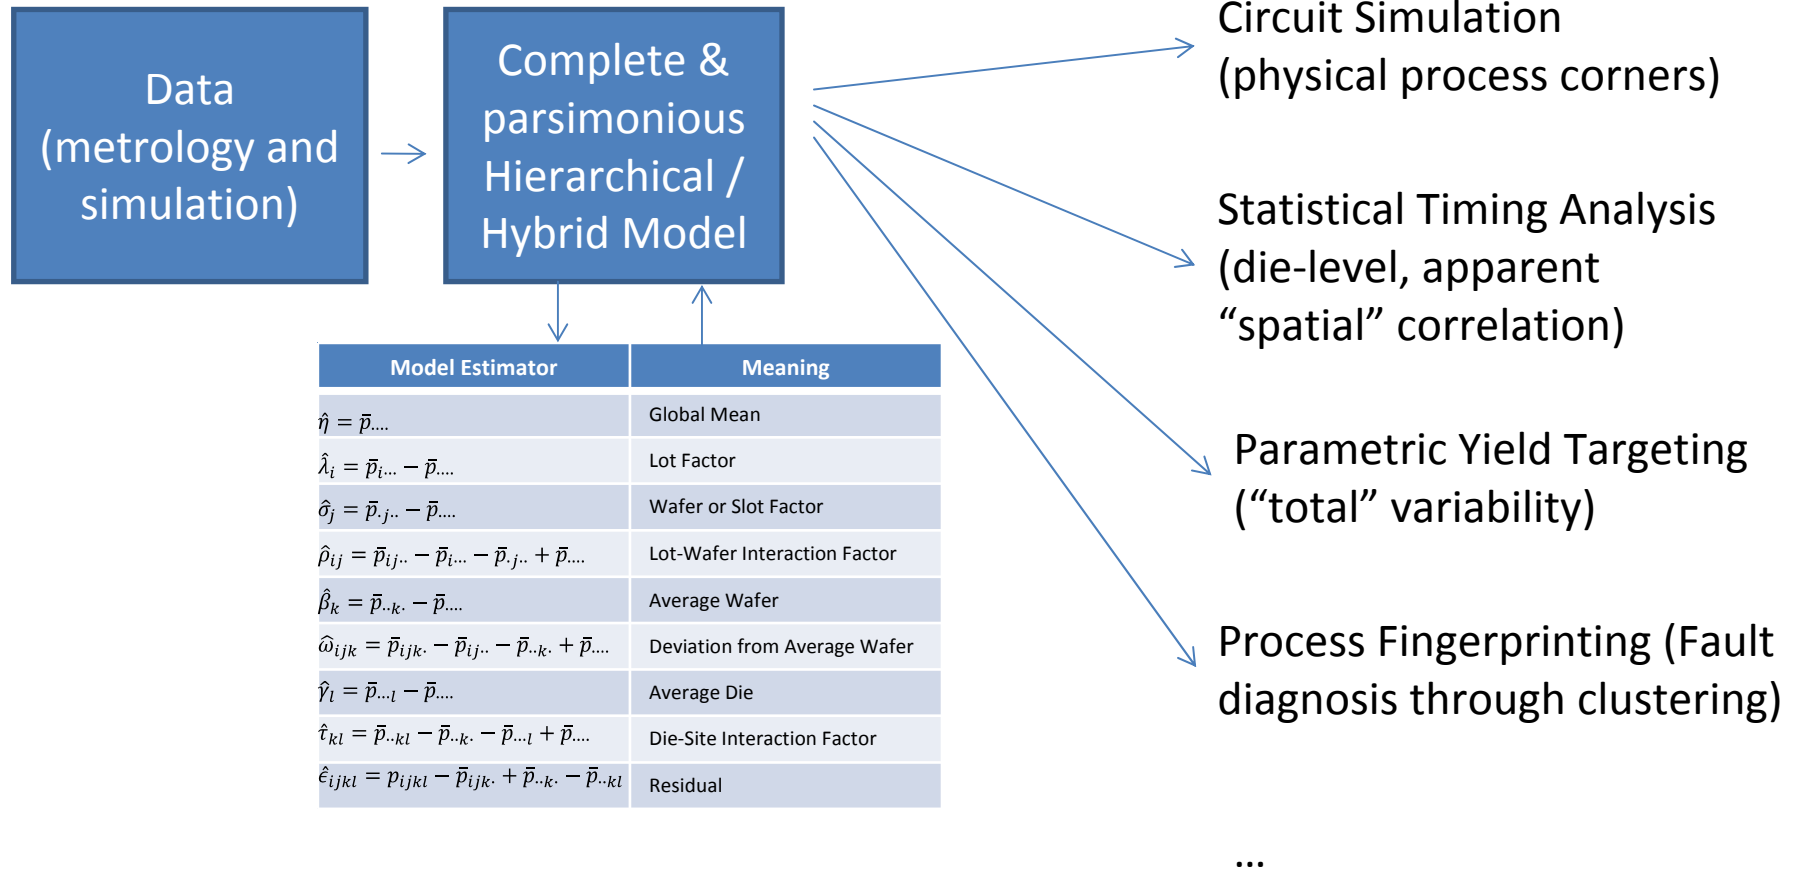 Data
(metrology and
simulation)
Complete &
parsimonious
Hierarchical /
Hybrid Model
Circuit Simulation
(physical process corners)
Statistical Timing Analysis
(die-level, apparent
“spatial” correlation)
Parametric Yield Targeting
(“total” variability)
Process Fingerprinting (Fault
diagnosis through clustering)
...
Model Estimator Meaning
η̂ = p̄.... Global Mean
λ̂ᵢ = p̄ᵢ... − p̄.... Lot Factor
σ̂ⱼ = p̄.ⱼ.. − p̄.... Wafer or Slot Factor
ρ̂ᵢⱼ = p̄ᵢⱼ.. − p̄ᵢ... − p̄.ⱼ.. + p̄.... Lot-Wafer Interaction Factor
β̂ₖ = p̄..ₖ. − p̄.... Average Wafer
ω̂ᵢⱼₖ = p̄ᵢⱼₖ. − p̄ᵢⱼ.. − p̄..ₖ. + p̄.... Deviation from Average Wafer
γ̂ₗ = p̄...ₗ − p̄.... Average Die
τ̂ₖₗ = p̄..ₖₗ − p̄..ₖ. − p̄...ₗ + p̄.... Die-Site Interaction Factor
ϵ̂ᵢⱼₖₗ = pᵢⱼₖₗ − p̄ᵢⱼₖ. + p̄..ₖ. − p̄..ₖₗ Residual